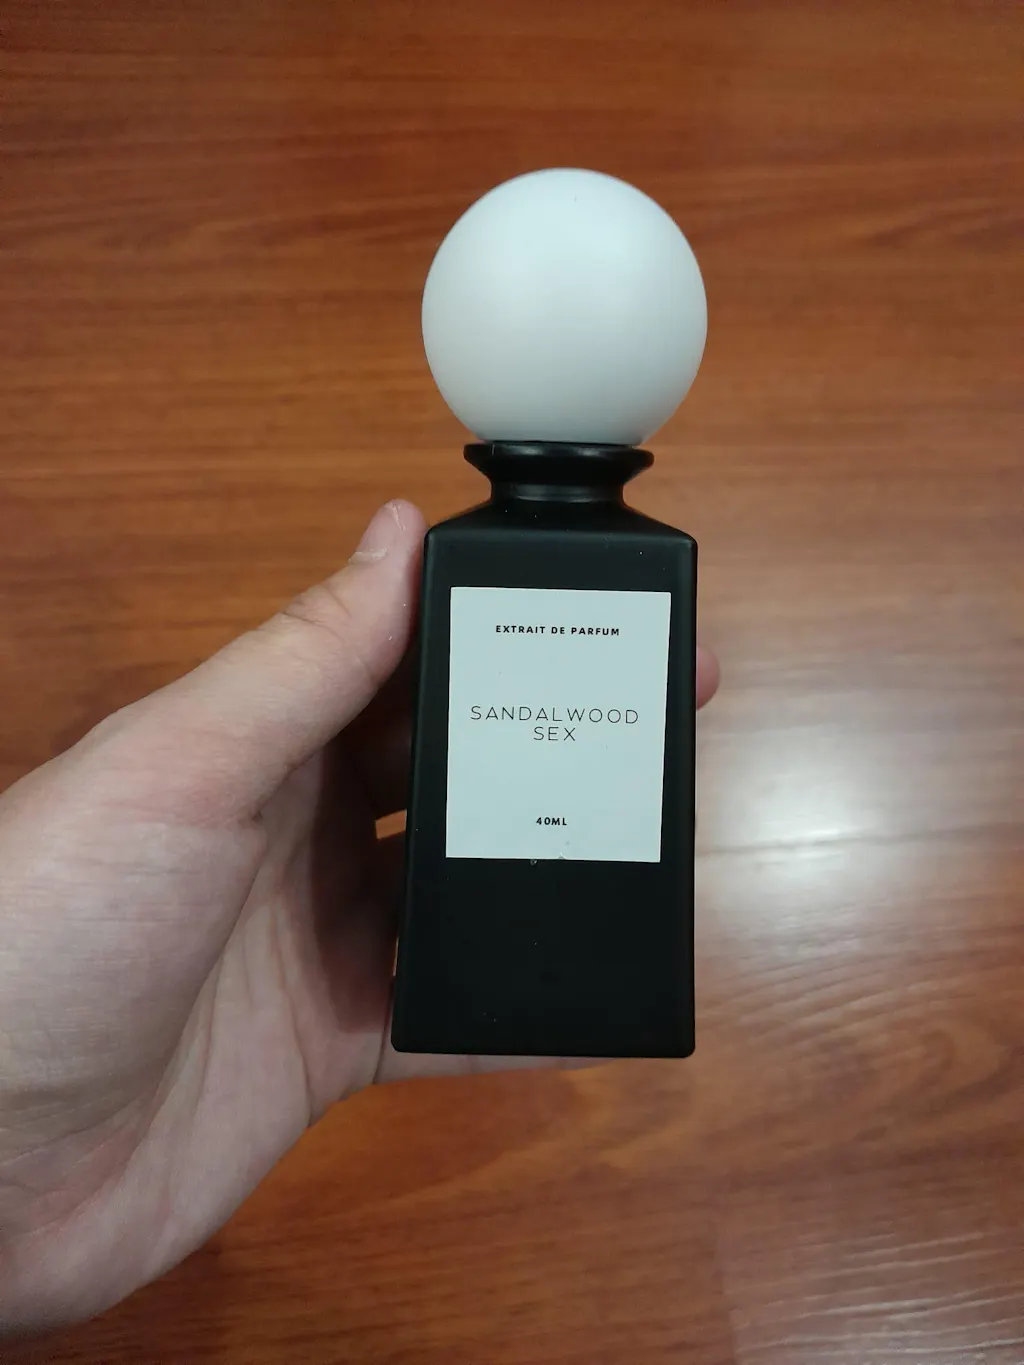 EXTRAIT DE PARFUM
SANDALWOOD
SEX
40ML